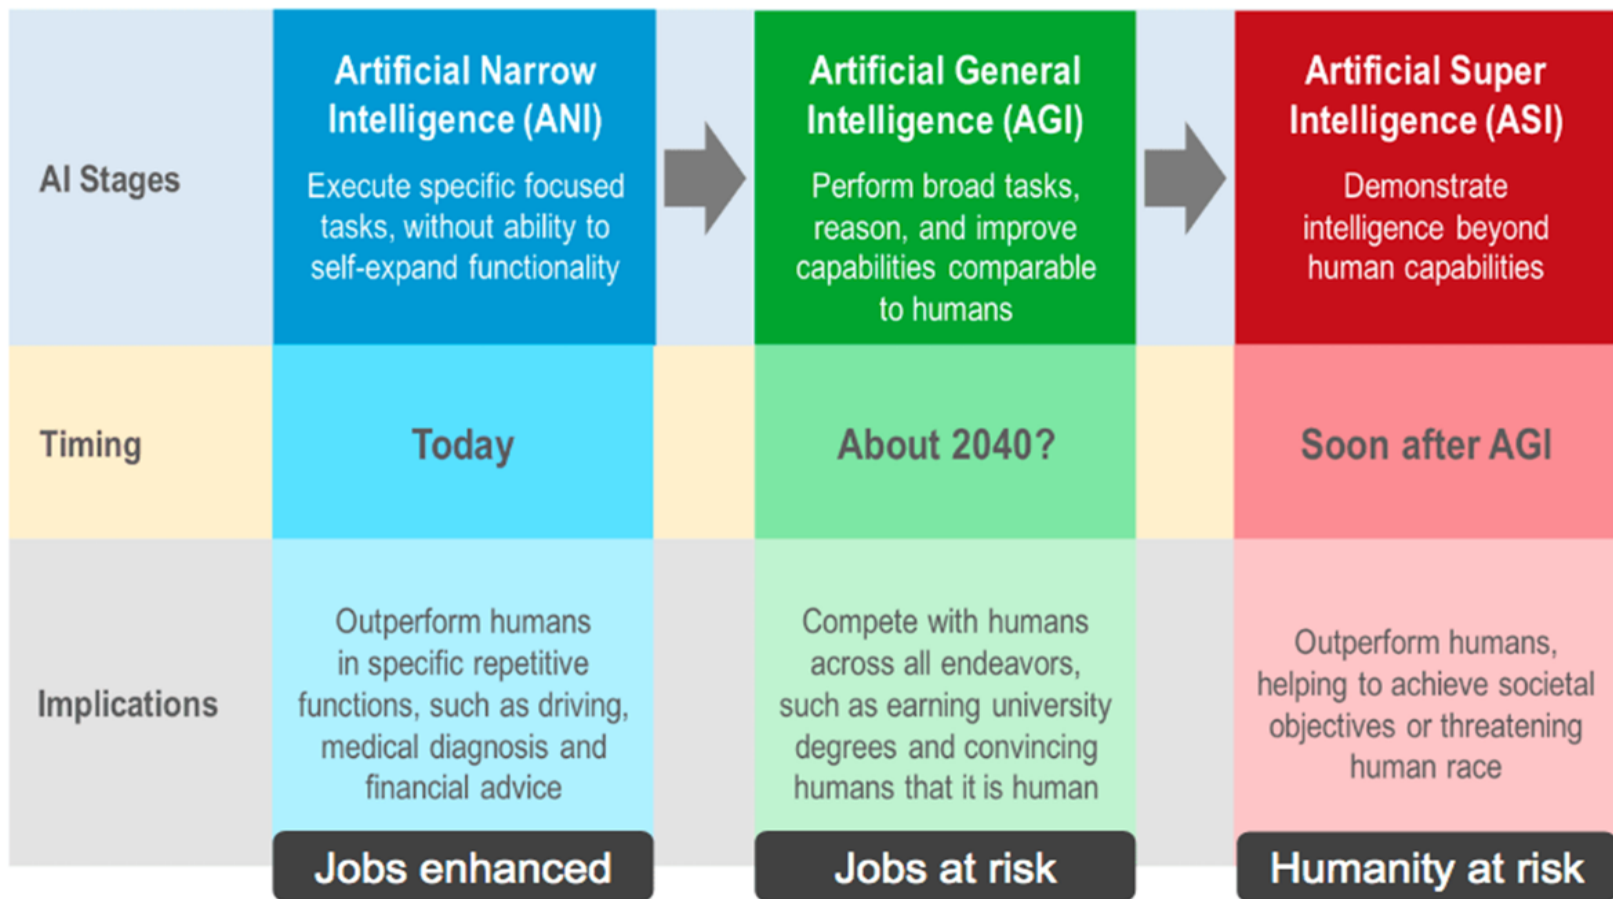 AI Stages
Artificial Narrow
Intelligence (ANI)
Execute specific focused
tasks, without ability to
self-expand functionality
Artificial General
Intelligence (AGI)
Perform broad tasks,
reason, and improve
capabilities comparable
to humans
Artificial Super
Intelligence (ASI)
Demonstrate
intelligence beyond
human capabilities
Timing
Today
About 2040?
Soon after AGI
Implications
Outperform humans
in specific repetitive
functions, such as driving,
medical diagnosis and
financial advice
Compete with humans
across all endeavors,
such as earning university
degrees and convincing
humans that it is human
Outperform humans,
helping to achieve societal
objectives or threatening
human race
Jobs enhanced
Jobs at risk
Humanity at risk